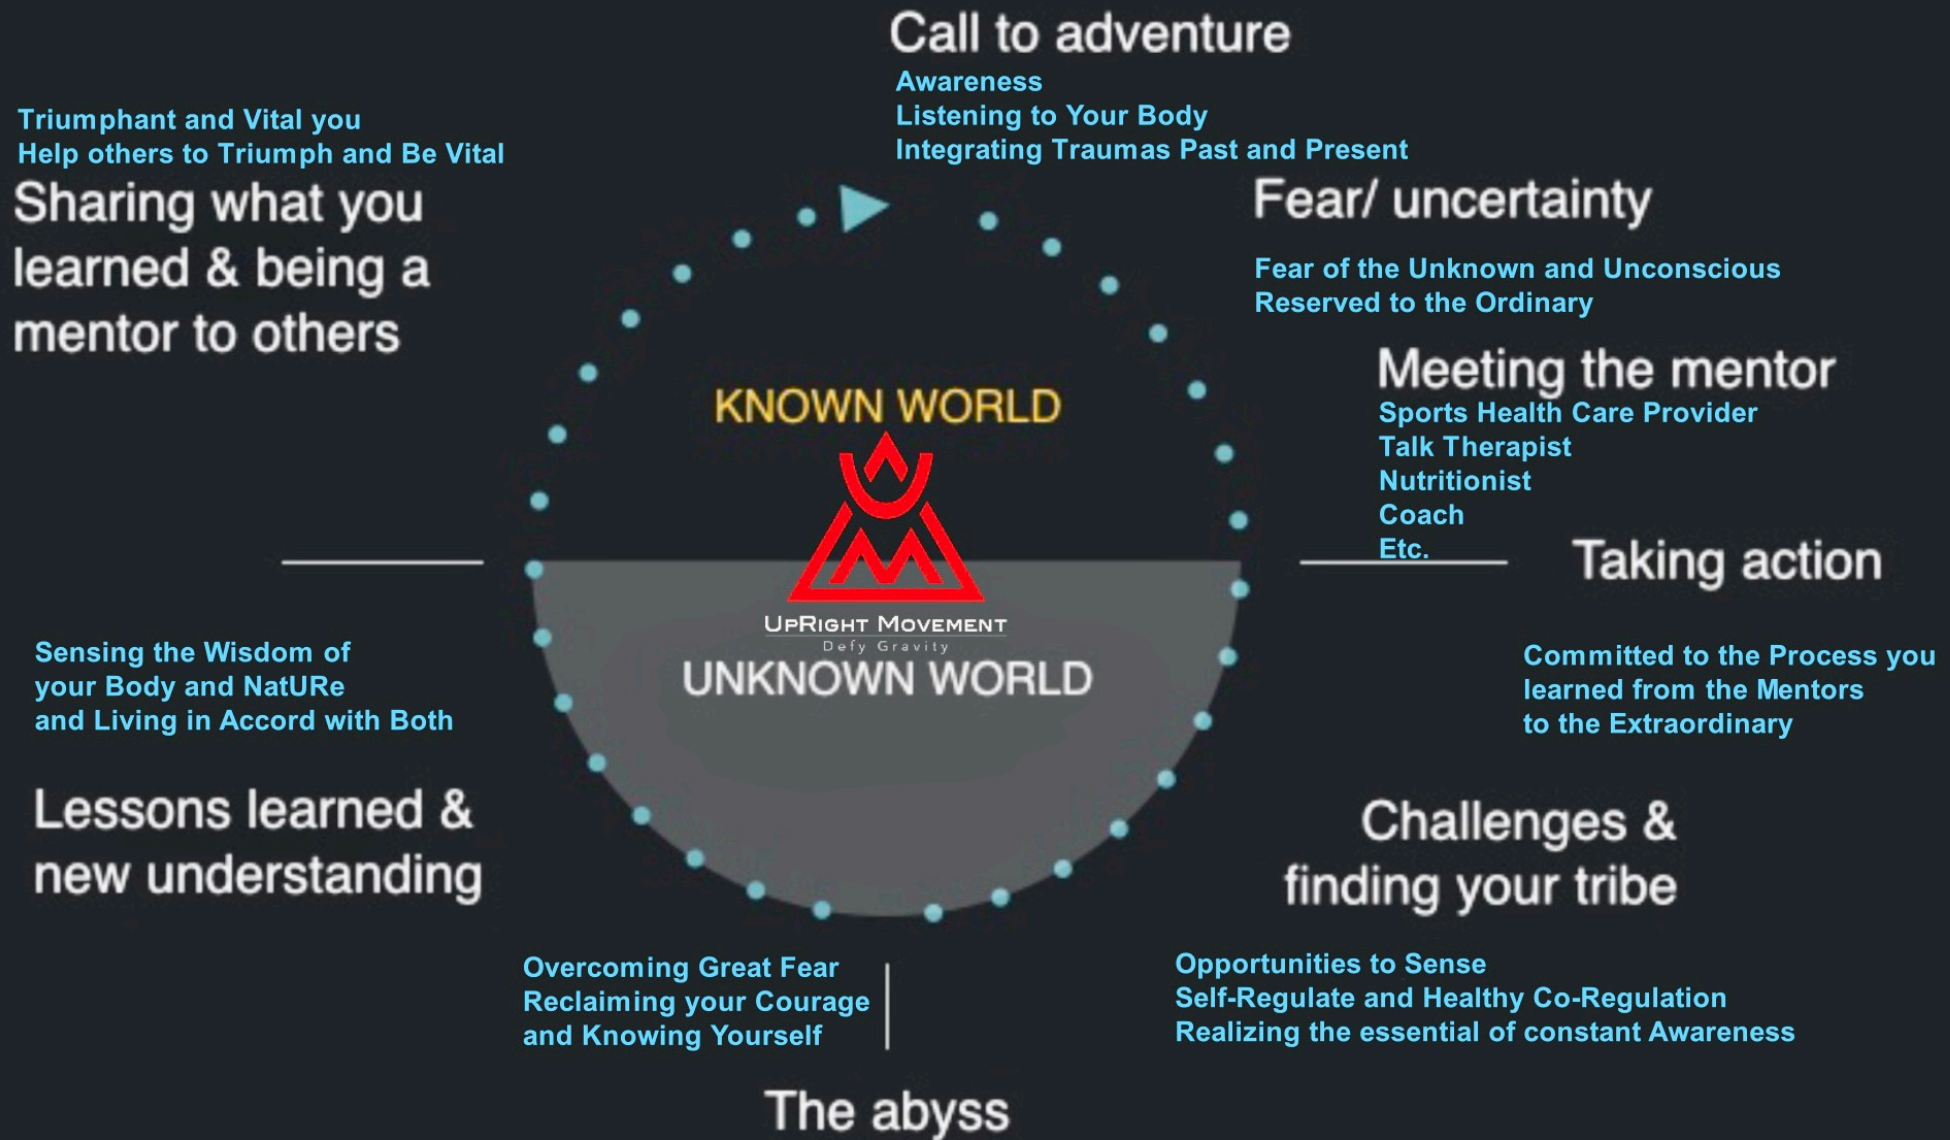 Call to adventure
Awareness
Listening to Your Body
Integrating Traumas Past and Present
Fear/ uncertainty
Fear of the Unknown and Unconscious
Reserved to the Ordinary
Meeting the mentor
Sports Health Care Provider
Talk Therapist
Nutritionist
Coach
Etc.
Taking action
Committed to the Process you
learned from the Mentors
to the Extraordinary
Challenges &
finding your tribe
Opportunities to Sense
Self-Regulate and Healthy Co-Regulation
Realizing the essential of constant Awareness
The abyss
Overcoming Great Fear
Reclaiming your Courage
and Knowing Yourself
Lessons learned &
new understanding
Sensing the Wisdom of
your Body and NatURe
and Living in Accord with Both
Triumphant and Vital you
Help others to Triumph and Be Vital
Sharing what you
learned & being a
mentor to others
KNOWN WORLD
UPRIGHT MOVEMENT
Defy Gravity
UNKNOWN WORLD